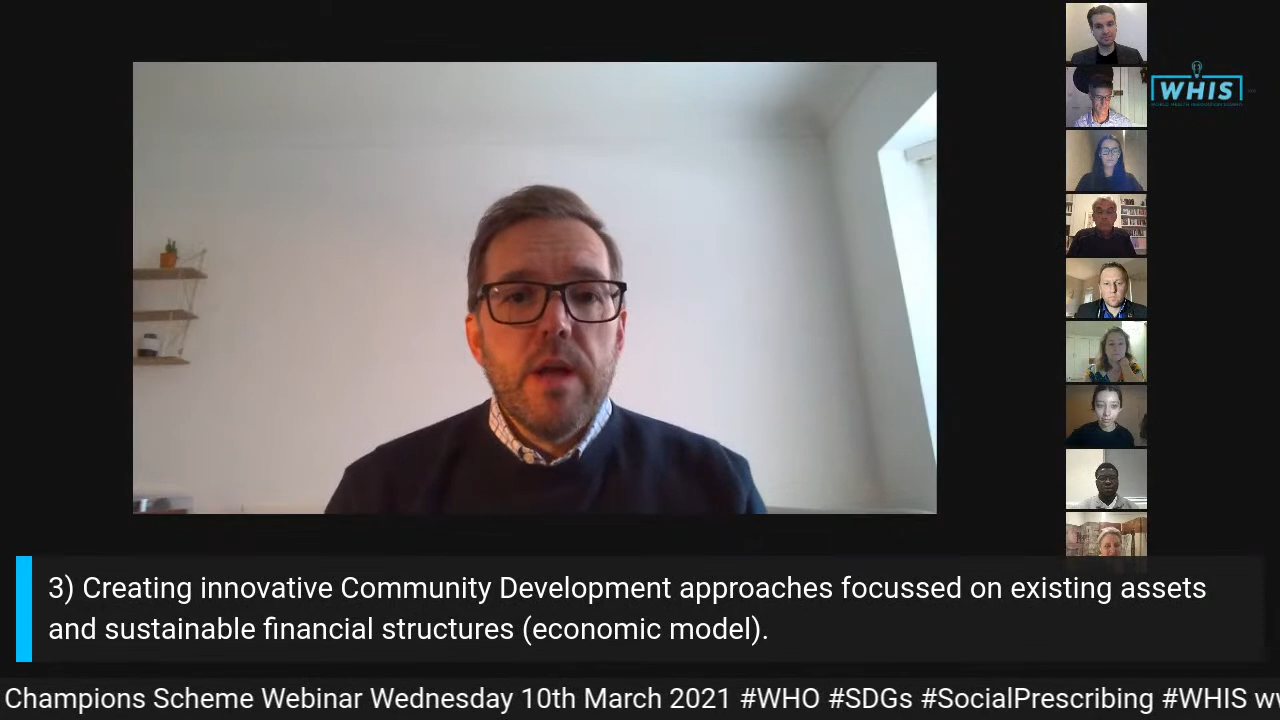 WHIS
3) Creating innovative Community Development approaches focussed on existing assets
and sustainable financial structures (economic model).
Champions Scheme Webinar Wednesday 10th March 2021 #WHO #SDGs #SocialPrescribing #WHIS